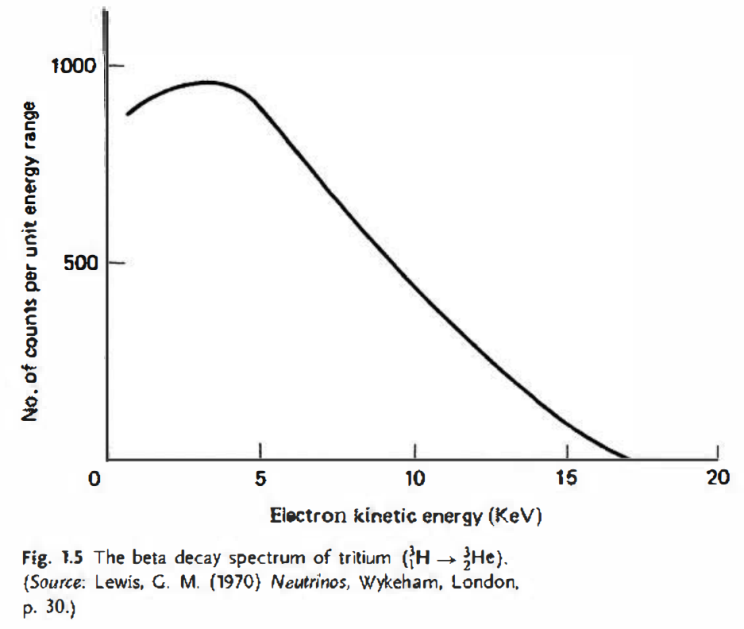 1000
500
No. of counts per unit energy range
0 5 10 15 20
Electron kinetic energy (KeV)
Fig. 1.5 The beta decay spectrum of tritium (³₁H → ³₂He).
(Source: Lewis, G. M. (1970) Neutrinos, Wykeham, London,
p. 30.)